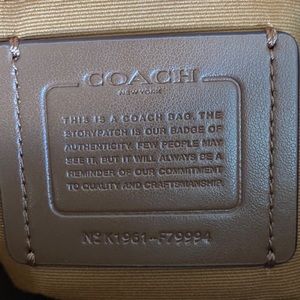 COACH
NEW YORK
THIS IS A COACH BAG. THE
STORYPATCH IS OUR BADGE OF
AUTHENTICITY. FEW PEOPLE MAY
SEE IT, BUT IT WILL ALWAYS BE A
REMINDER OF OUR COMMITMENT
TO QUALITY AND CRAFTSMANSHIP.
Nº K1961-F79994